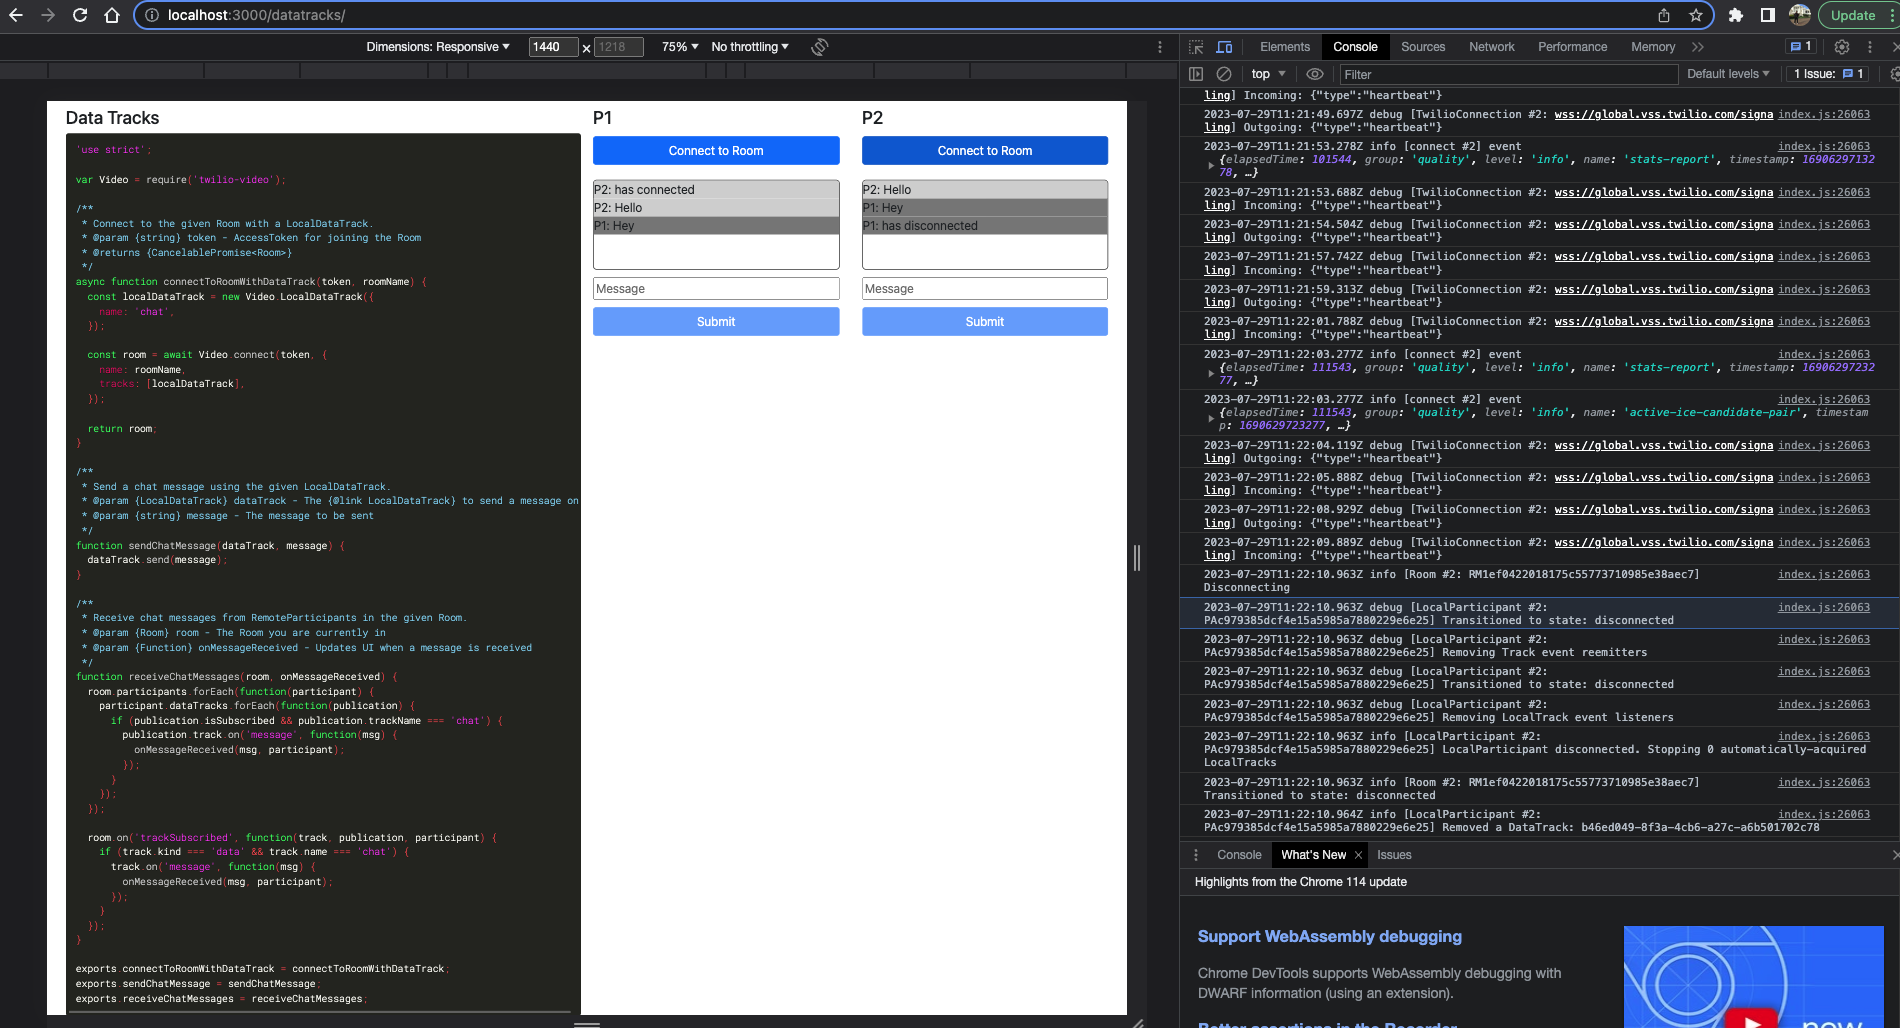 localhost:3000/datatracks/
Update
Dimensions: Responsive
1440 × 1218
75%
No throttling
Elements
Console
Sources
Network
Performance
Memory
1
top
Filter
Default levels
1 Issue: 1
Data Tracks
'use strict';
var Video = require('twilio-video');
/**
* Connect to the given Room with a LocalDataTrack.
* @param {string} token - AccessToken for joining the Room
* @returns {CancelablePromise<Room>}
*/
async function connectToRoomWithDataTrack(token, roomName) {
const localDataTrack = new Video.LocalDataTrack({
name: 'chat',
});
const room = await Video.connect(token, {
name: roomName,
tracks: [localDataTrack],
});
return room;
}
/**
* Send a chat message using the given LocalDataTrack.
* @param {LocalDataTrack} dataTrack - The {@link LocalDataTrack} to send a message on
* @param {string} message - The message to be sent
*/
function sendChatMessage(dataTrack, message) {
dataTrack.send(message);
}
/**
* Receive chat messages from RemoteParticipants in the given Room.
* @param {Room} room - The Room you are currently in
* @param {Function} onMessageReceived - Updates UI when a message is received
*/
function receiveChatMessages(room, onMessageReceived) {
room.participants.forEach(function(participant) {
participant.dataTracks.forEach(function(publication) {
if (publication.isSubscribed && publication.trackName === 'chat') {
publication.track.on('message', function(msg) {
onMessageReceived(msg, participant);
});
}
});
});
room.on('trackSubscribed', function(track, publication, participant) {
if (track.kind === 'data' && track.name === 'chat') {
track.on('message', function(msg) {
onMessageReceived(msg, participant);
});
}
});
}
exports.connectToRoomWithDataTrack = connectToRoomWithDataTrack;
exports.sendChatMessage = sendChatMessage;
exports.receiveChatMessages = receiveChatMessages;
P1
Connect to Room
P2: has connected
P2: Hello
P1: Hey
Message
Submit
P2
Connect to Room
P2: Hello
P1: Hey
P1: has disconnected
Message
Submit
ling] Incoming: {"type":"heartbeat"}
2023-07-29T11:21:49.697Z debug [TwilioConnection #2: wss://global.vss.twilio.com/signa index.js:26063
ling] Outgoing: {"type":"heartbeat"}
2023-07-29T11:21:53.278Z info [connect #2] event index.js:26063
{elapsedTime: 101544, group: 'quality', level: 'info', name: 'stats-report', timestamp: 16906297132
78, …}
2023-07-29T11:21:53.688Z debug [TwilioConnection #2: wss://global.vss.twilio.com/signa index.js:26063
ling] Incoming: {"type":"heartbeat"}
2023-07-29T11:21:54.504Z debug [TwilioConnection #2: wss://global.vss.twilio.com/signa index.js:26063
ling] Outgoing: {"type":"heartbeat"}
2023-07-29T11:21:57.742Z debug [TwilioConnection #2: wss://global.vss.twilio.com/signa index.js:26063
ling] Incoming: {"type":"heartbeat"}
2023-07-29T11:21:59.313Z debug [TwilioConnection #2: wss://global.vss.twilio.com/signa index.js:26063
ling] Outgoing: {"type":"heartbeat"}
2023-07-29T11:22:01.788Z debug [TwilioConnection #2: wss://global.vss.twilio.com/signa index.js:26063
ling] Incoming: {"type":"heartbeat"}
2023-07-29T11:22:03.277Z info [connect #2] event index.js:26063
{elapsedTime: 111543, group: 'quality', level: 'info', name: 'stats-report', timestamp: 16906297232
77, …}
2023-07-29T11:22:03.277Z info [connect #2] event index.js:26063
{elapsedTime: 111543, group: 'quality', level: 'info', name: 'active-ice-candidate-pair', timestam
p: 1690629723277, …}
2023-07-29T11:22:04.119Z debug [TwilioConnection #2: wss://global.vss.twilio.com/signa index.js:26063
ling] Outgoing: {"type":"heartbeat"}
2023-07-29T11:22:05.888Z debug [TwilioConnection #2: wss://global.vss.twilio.com/signa index.js:26063
ling] Incoming: {"type":"heartbeat"}
2023-07-29T11:22:08.929Z debug [TwilioConnection #2: wss://global.vss.twilio.com/signa index.js:26063
ling] Outgoing: {"type":"heartbeat"}
2023-07-29T11:22:09.889Z debug [TwilioConnection #2: wss://global.vss.twilio.com/signa index.js:26063
ling] Incoming: {"type":"heartbeat"}
2023-07-29T11:22:10.963Z info [Room #2: RM1ef0422018175c55773710985e38aec7] index.js:26063
Disconnecting
2023-07-29T11:22:10.963Z debug [LocalParticipant #2: index.js:26063
PAc979385dcf4e15a5985a7880229e6e25] Transitioned to state: disconnected
2023-07-29T11:22:10.963Z debug [LocalParticipant #2: index.js:26063
PAc979385dcf4e15a5985a7880229e6e25] Removing Track event reemitters
2023-07-29T11:22:10.963Z debug [LocalParticipant #2: index.js:26063
PAc979385dcf4e15a5985a7880229e6e25] Transitioned to state: disconnected
2023-07-29T11:22:10.963Z debug [LocalParticipant #2: index.js:26063
PAc979385dcf4e15a5985a7880229e6e25] Removing LocalTrack event listeners
2023-07-29T11:22:10.963Z info [LocalParticipant #2: index.js:26063
PAc979385dcf4e15a5985a7880229e6e25] LocalParticipant disconnected. Stopping 0 automatically-acquired
LocalTracks
2023-07-29T11:22:10.963Z info [Room #2: RM1ef0422018175c55773710985e38aec7] index.js:26063
Transitioned to state: disconnected
2023-07-29T11:22:10.964Z info [LocalParticipant #2: index.js:26063
PAc979385dcf4e15a5985a7880229e6e25] Removed a DataTrack: b46ed049-8f3a-4cb6-a27c-a6b501702c78
Console
What's New
Issues
Highlights from the Chrome 114 update
Support WebAssembly debugging
Chrome DevTools supports WebAssembly debugging with
DWARF information (using an extension).
Better assertions in the Recorder
new